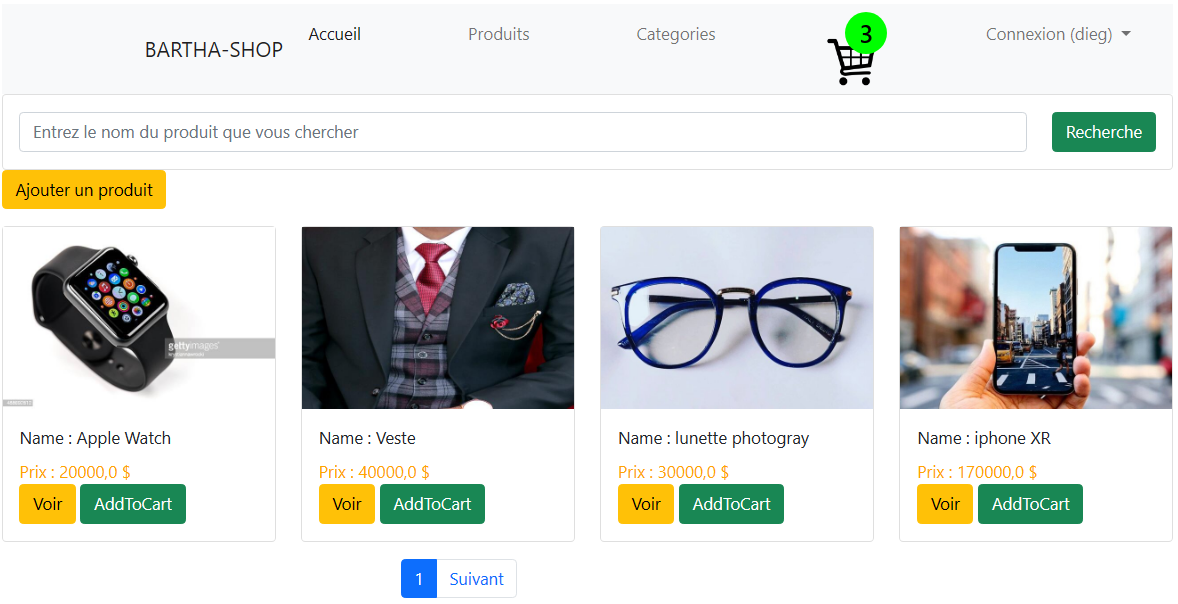 BARTHA-SHOP Accueil Produits Categories 3 Connexion (dieg)
Entrez le nom du produit que vous chercher Recherche
Ajouter un produit
gettyimages
Name : Apple Watch
Prix : 20000,0 $
Voir AddToCart
Name : Veste
Prix : 40000,0 $
Voir AddToCart
Name : lunette photogray
Prix : 30000,0 $
Voir AddToCart
Name : iphone XR
Prix : 170000,0 $
Voir AddToCart
1 Suivant